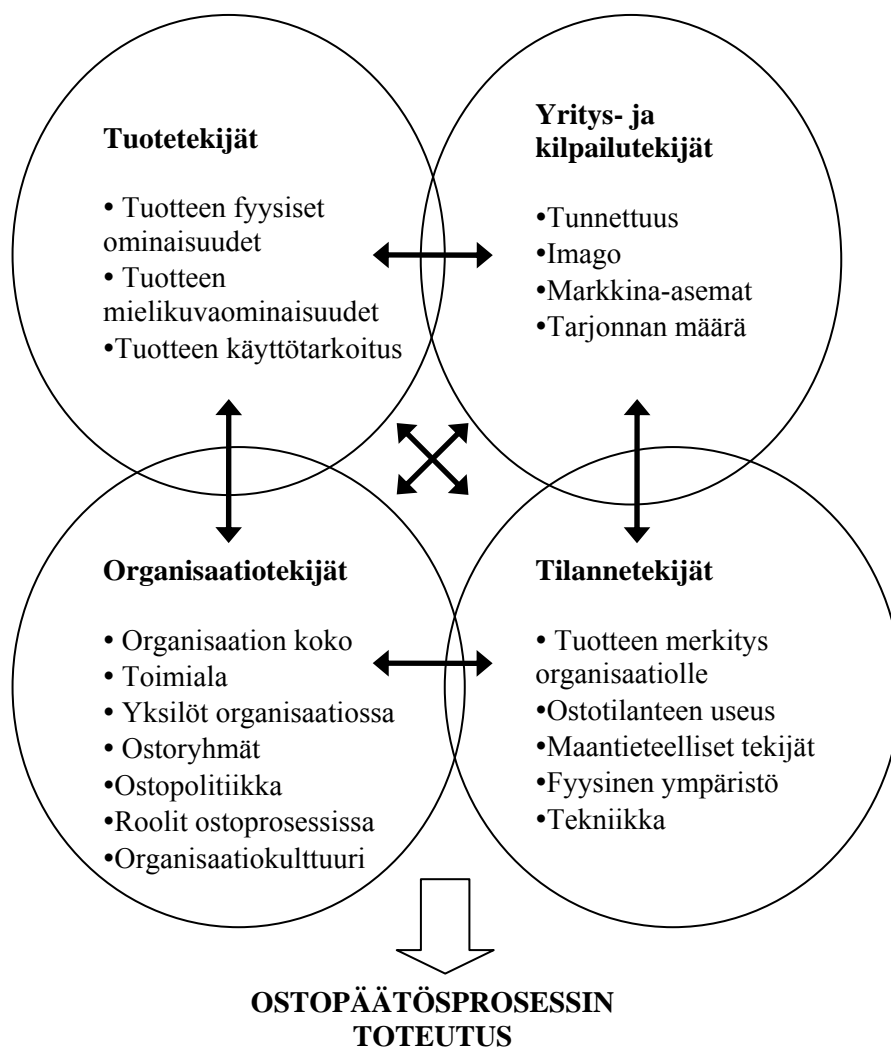 Tuotetekijät
• Tuotteen fyysiset
ominaisuudet
• Tuotteen
mielikuvaominaisuudet
•Tuotteen käyttötarkoitus
Yritys- ja
kilpailutekijät
•Tunnettuus
•Imago
•Markkina-asemat
•Tarjonnan määrä
Organisaatiotekijät
• Organisaation koko
• Toimiala
• Yksilöt organisaatiossa
• Ostoryhmät
•Ostopolitiikka
•Roolit ostoprosessissa
•Organisaatiokulttuuri
Tilannetekijät
• Tuotteen merkitys
organisaatiolle
•Ostotilanteen useus
•Maantieteelliset tekijät
•Fyysinen ympäristö
•Tekniikka
OSTOPÄÄTÖSPROSESSIN
TOTEUTUS